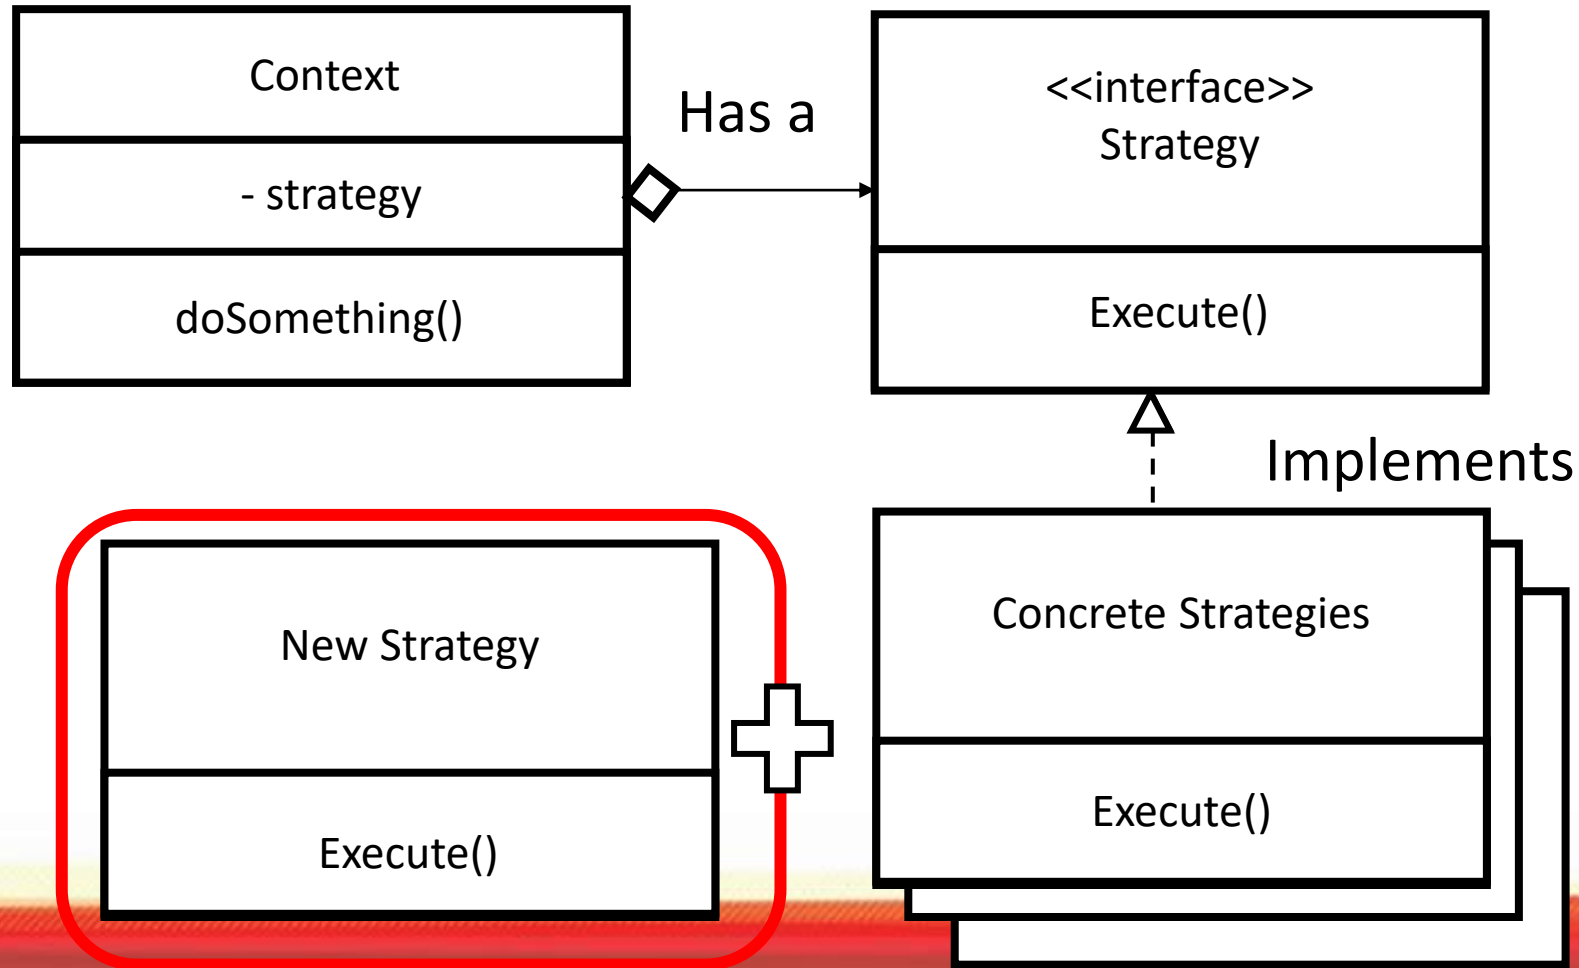 Context
- strategy
doSomething()
Has a
<<interface>>
Strategy
Execute()
Implements
New Strategy
Execute()
Concrete Strategies
Execute()